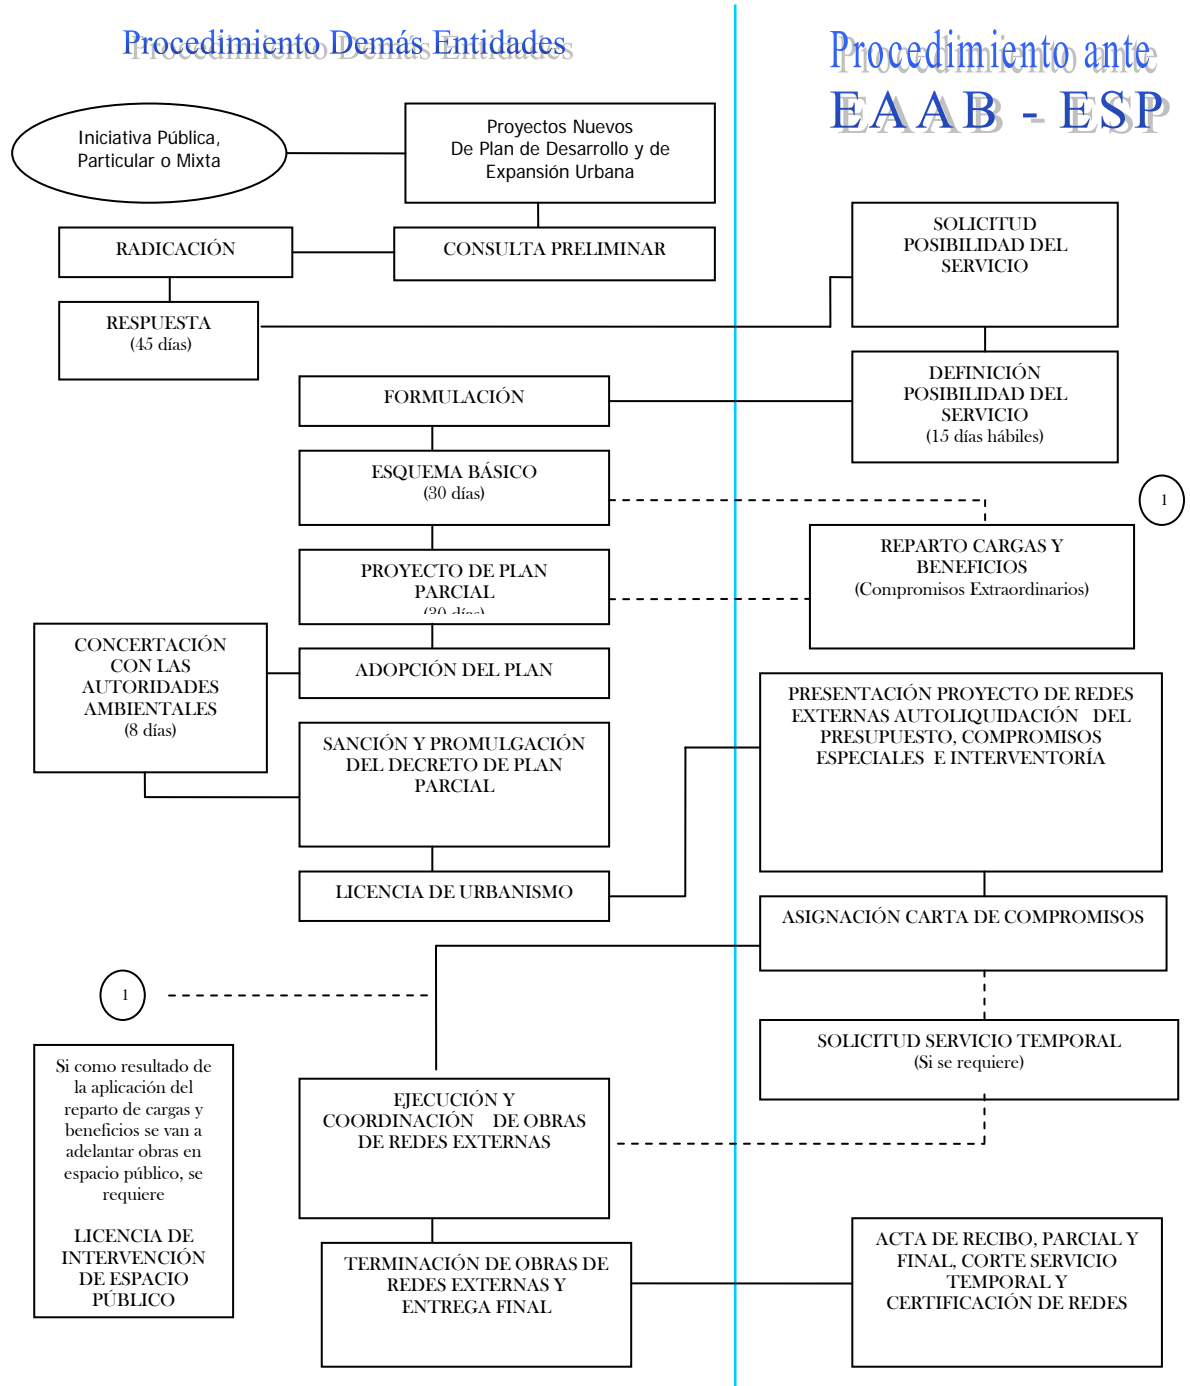 Procedimiento Demás Entidades
Procedimiento ante
EAAB - ESP
Iniciativa Pública,
Particular o Mixta
Proyectos Nuevos
De Plan de Desarrollo y de
Expansión Urbana
RADICACIÓN
CONSULTA PRELIMINAR
SOLICITUD
POSIBILIDAD DEL
SERVICIO
RESPUESTA
(45 días)
DEFINICIÓN
POSIBILIDAD DEL
SERVICIO
(15 días hábiles)
FORMULACIÓN
ESQUEMA BÁSICO
(30 días)
1
REPARTO CARGAS Y
BENEFICIOS
(Compromisos Extraordinarios)
PROYECTO DE PLAN
PARCIAL
(30 días)
CONCERTACIÓN
CON LAS
AUTORIDADES
AMBIENTALES
(8 días)
ADOPCIÓN DEL PLAN
PRESENTACIÓN PROYECTO DE REDES
EXTERNAS AUTOLIQUIDACIÓN DEL
PRESUPUESTO, COMPROMISOS
ESPECIALES E INTERVENTORÍA
SANCIÓN Y PROMULGACIÓN
DEL DECRETO DE PLAN
PARCIAL
LICENCIA DE URBANISMO
ASIGNACIÓN CARTA DE COMPROMISOS
1
SOLICITUD SERVICIO TEMPORAL
(Si se requiere)
Si como resultado de
la aplicación del
reparto de cargas y
beneficios se van a
adelantar obras en
espacio público, se
requiere
LICENCIA DE
INTERVENCIÓN
DE ESPACIO
PÚBLICO
EJECUCIÓN Y
COORDINACIÓN DE OBRAS
DE REDES EXTERNAS
TERMINACIÓN DE OBRAS DE
REDES EXTERNAS Y
ENTREGA FINAL
ACTA DE RECIBO, PARCIAL Y
FINAL, CORTE SERVICIO
TEMPORAL Y
CERTIFICACIÓN DE REDES